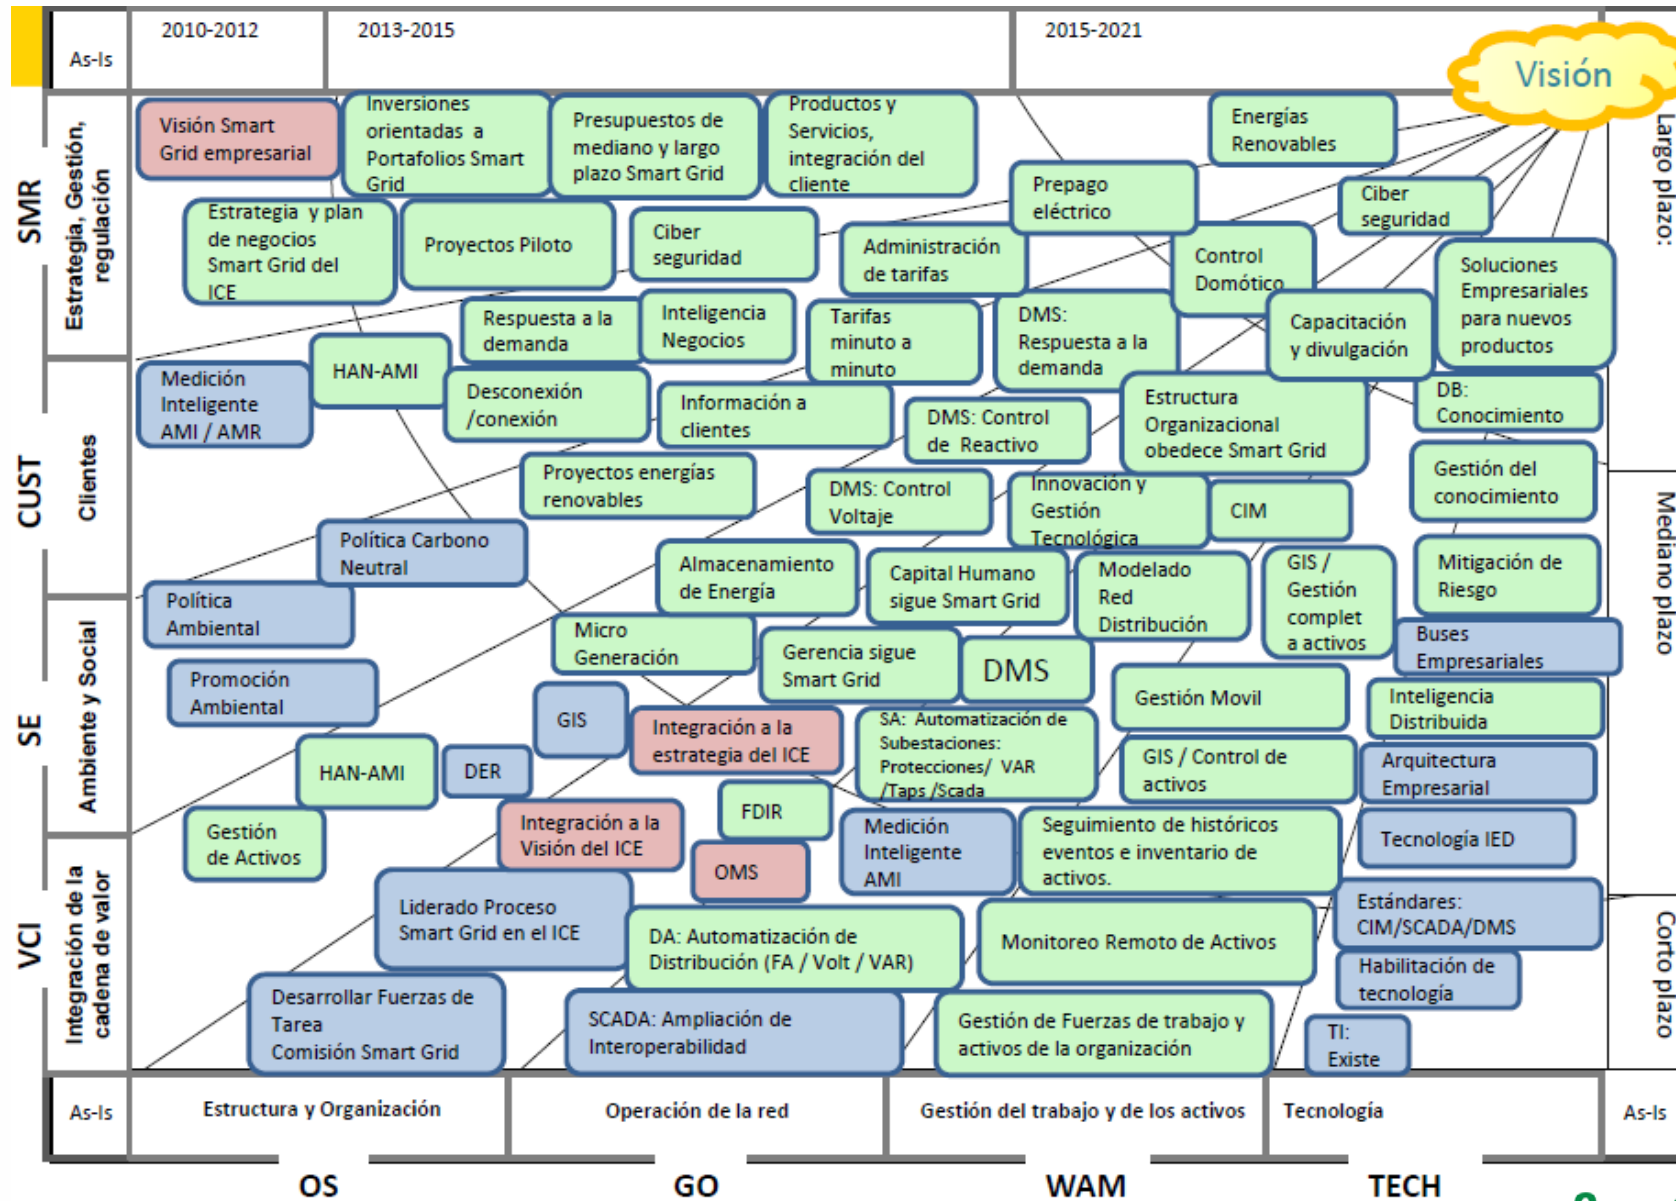 2010-2012
2013-2015
2015-2021
As-Is
Visión
SMR
Estrategia, Gestión,
regulación
CUST
Clientes
SE
Ambiente y Social
VCI
Integración de la
cadena de valor
Largo plazo:
Mediano plazo
Corto plazo
Visión Smart
Grid empresarial
Inversiones
orientadas a
Portafolios Smart
Grid
Presupuestos de
mediano y largo
plazo Smart Grid
Productos y
Servicios,
integración del
cliente
Energías
Renovables
Prepago
eléctrico
Ciber
seguridad
Estrategia y plan
de negocios
Smart Grid del
ICE
Proyectos Piloto
Ciber
seguridad
Administración
de tarifas
Control
Domótico
Soluciones
Empresariales
para nuevos
productos
Respuesta a la
demanda
Inteligencia
Negocios
Tarifas
minuto a
minuto
DMS:
Respuesta a la
demanda
Capacitación
y divulgación
HAN-AMI
Medición
Inteligente
AMI / AMR
Desconexión
/conexión
Información a
clientes
DMS: Control
de Reactivo
Estructura
Organizacional
obedece Smart Grid
DB:
Conocimiento
Proyectos energías
renovables
DMS: Control
Voltaje
Innovación y
Gestión
Tecnológica
CIM
Gestión del
conocimiento
Política Carbono
Neutral
Almacenamiento
de Energía
Capital Humano
sigue Smart Grid
Modelado
Red
Distribución
GIS /
Gestión
complet
a activos
Mitigación de
Riesgo
Política
Ambiental
Micro
Generación
Gerencia sigue
Smart Grid
DMS
Buses
Empresariales
Promoción
Ambiental
GIS
Integración a la
estrategia del ICE
SA: Automatización de
Subestaciones:
Protecciones/ VAR
/Taps /Scada
Gestión Movil
Inteligencia
Distribuida
HAN-AMI
DER
GIS / Control de
activos
Arquitectura
Empresarial
Gestión
de Activos
Integración a la
Visión del ICE
FDIR
OMS
Medición
Inteligente
AMI
Seguimiento de históricos
eventos e inventario de
activos.
Tecnología IED
Liderado Proceso
Smart Grid en el ICE
DA: Automatización de
Distribución (FA / Volt / VAR)
Monitoreo Remoto de Activos
Estándares:
CIM/SCADA/DMS
Habilitación de
tecnología
Desarrollar Fuerzas de
Tarea
Comisión Smart Grid
SCADA: Ampliación de
Interoperabilidad
Gestión de Fuerzas de trabajo y
activos de la organización
TI:
Existe
As-Is
Estructura y Organización
Operación de la red
Gestión del trabajo y de los activos
Tecnología
As-Is
OS
GO
WAM
TECH